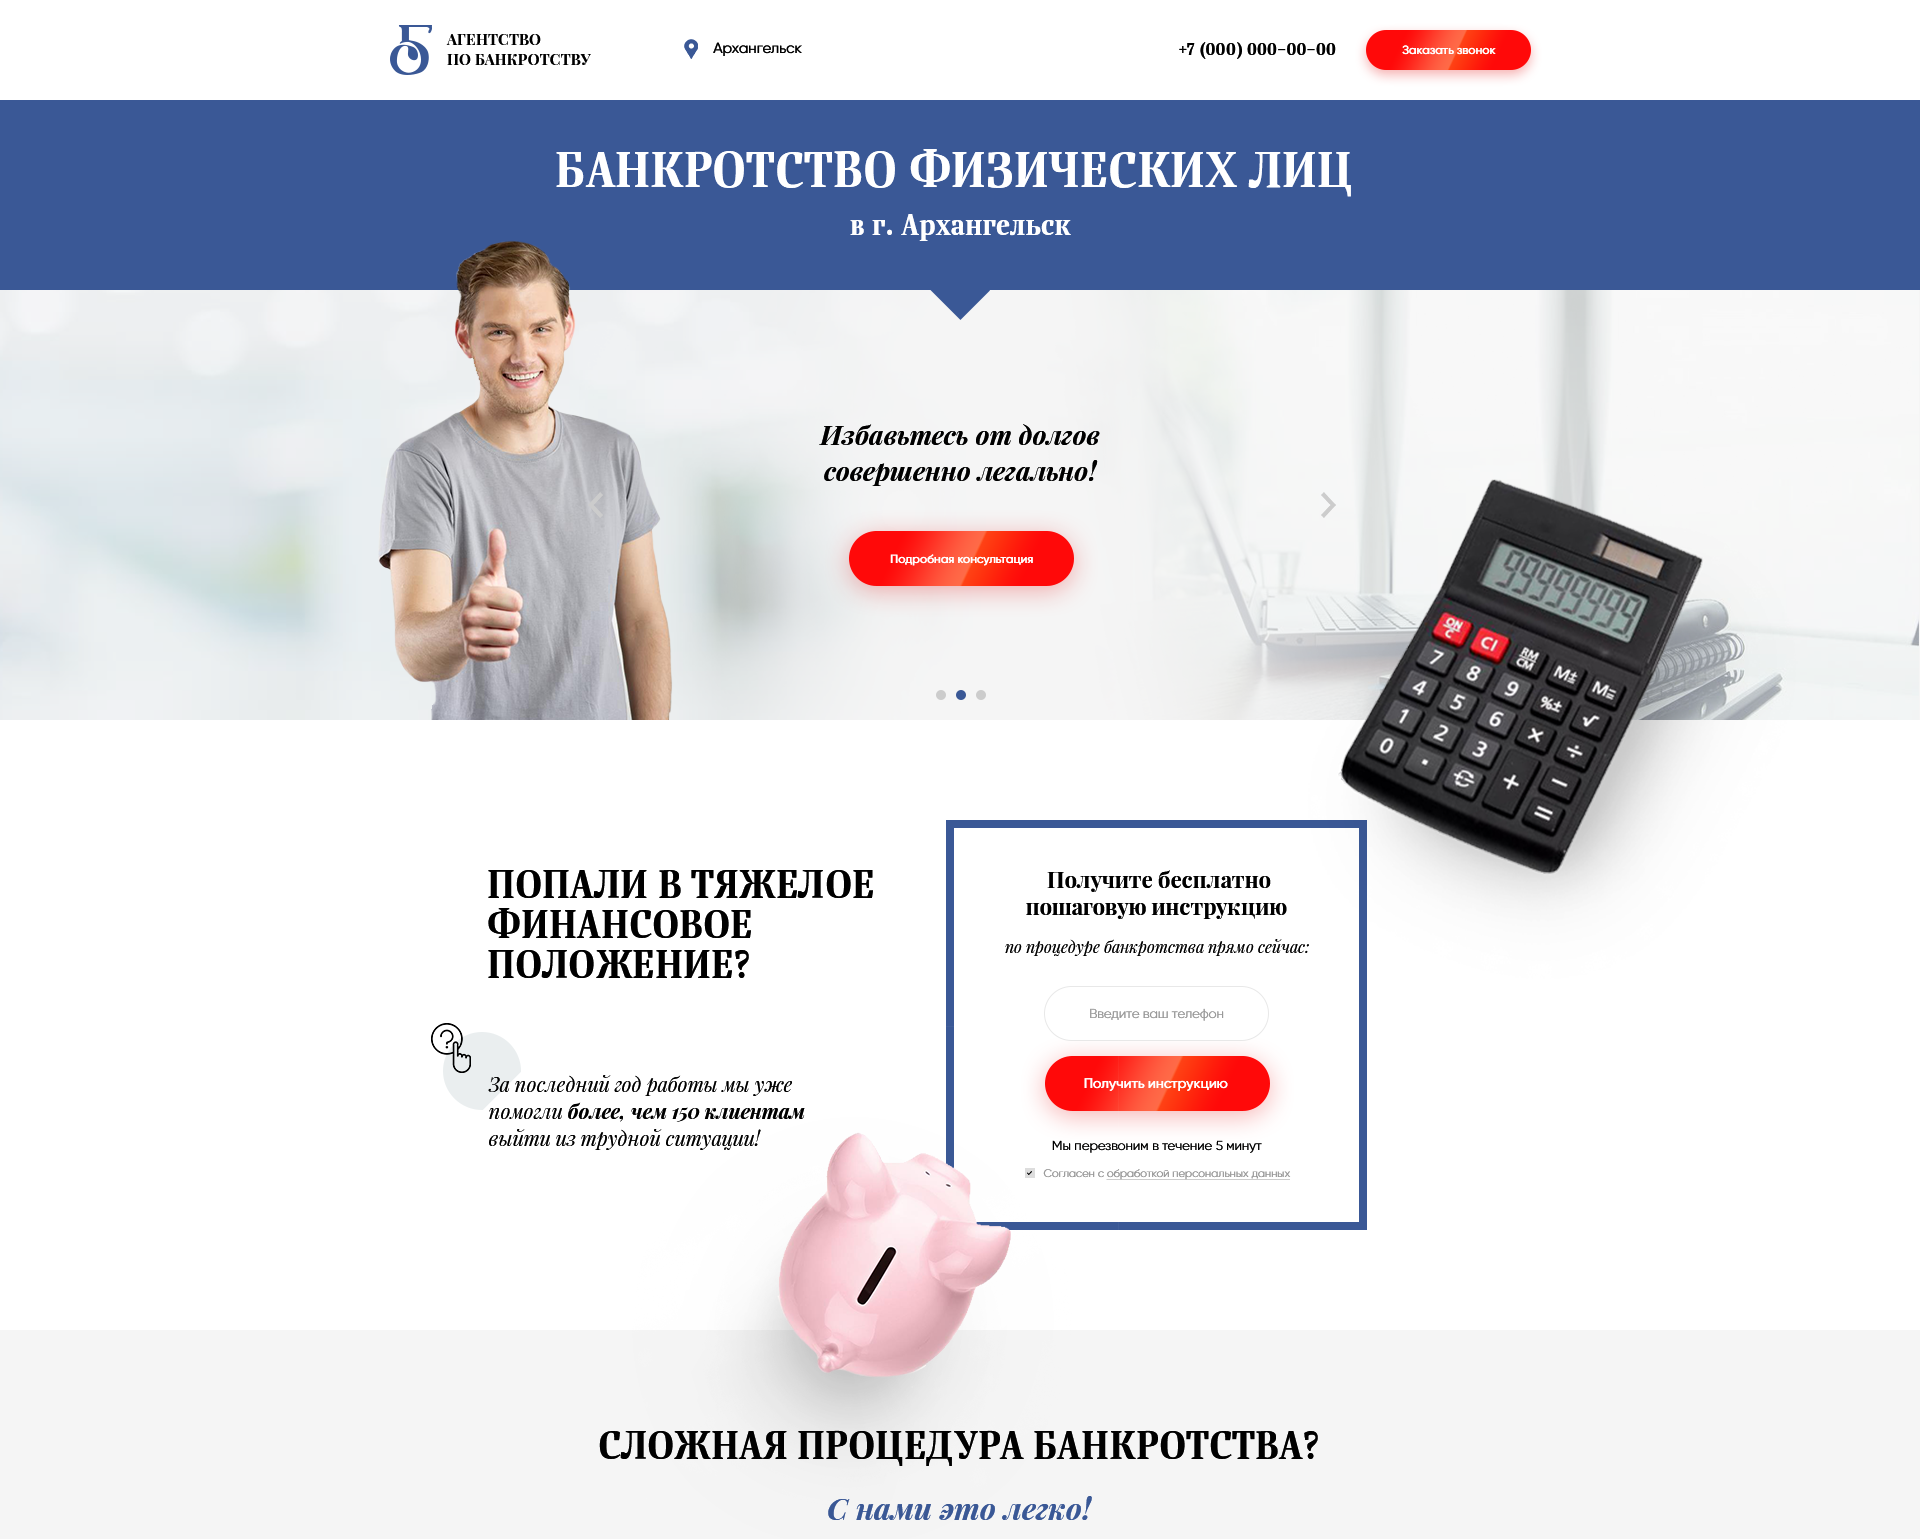 Б
АГЕНТСТВО
ПО БАНКРОТСТВУ
Архангельск
+7 (000) 000-00-00
Заказать звонок
БАНКРОТСТВО ФИЗИЧЕСКИХ ЛИЦ
в г. Архангельск
Избавьтесь от долгов
совершенно легально!
Подробная консультация
99999999
ON C CI RM CM M± M=
7 8 9 %± √
4 5 6 × ÷
1 2 3 + −
0 . =
ПОПАЛИ В ТЯЖЕЛОЕ
ФИНАНСОВОЕ
ПОЛОЖЕНИЕ?
?
За последний год работы мы уже
помогли более, чем 150 клиентам
выйти из трудной ситуации!
Получите бесплатно
пошаговую инструкцию
по процедуре банкротства прямо сейчас:
Введите ваш телефон
Получить инструкцию
Мы перезвоним в течение 5 минут
Согласен с обработкой персональных данных
СЛОЖНАЯ ПРОЦЕДУРА БАНКРОТСТВА?
С нами это легко!